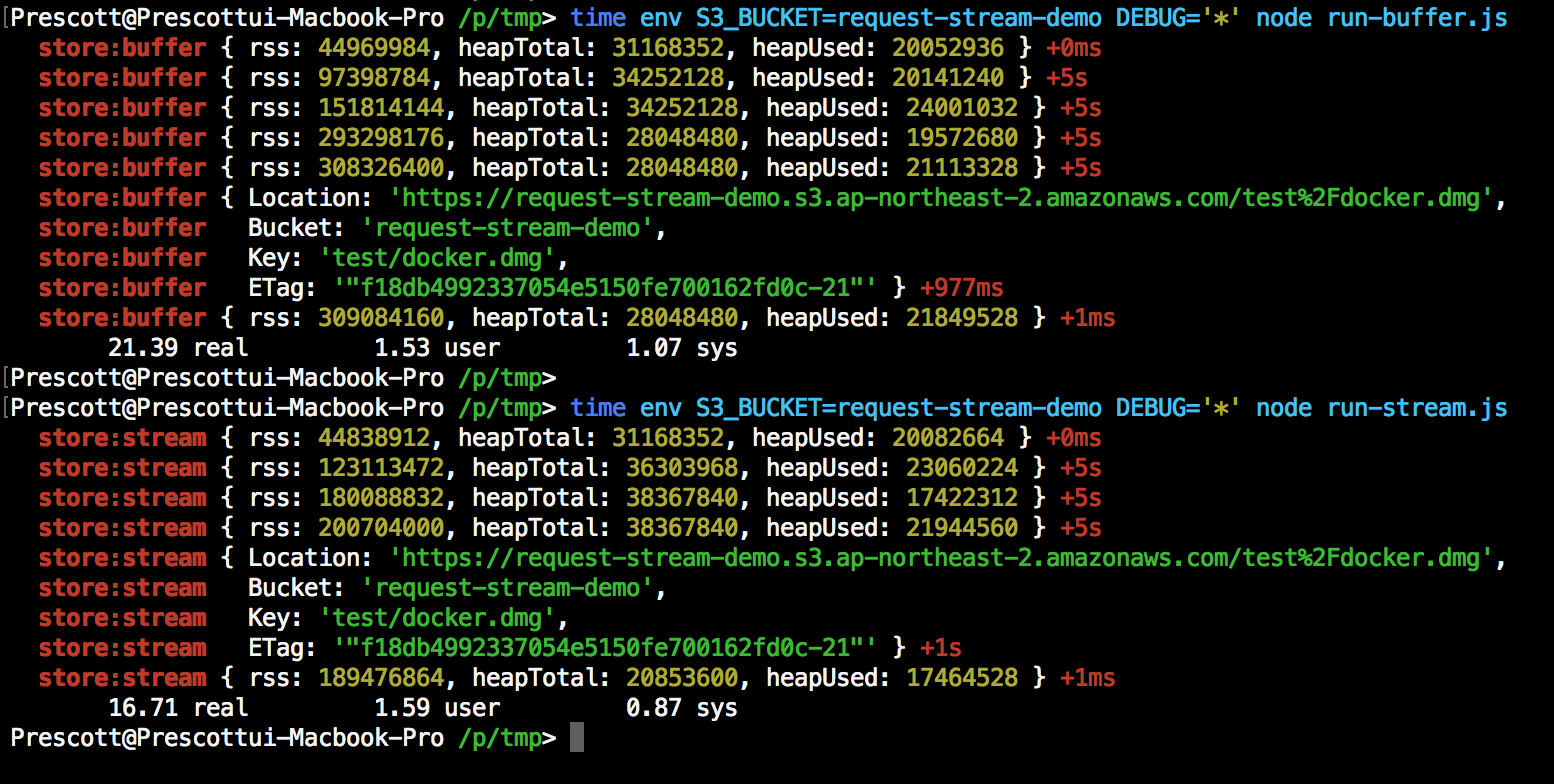 [Prescott@Prescottui-Macbook-Pro /p/tmp> time env S3_BUCKET=request-stream-demo DEBUG='*' node run-buffer.js
store:buffer { rss: 44969984, heapTotal: 31168352, heapUsed: 20052936 } +0ms
store:buffer { rss: 97398784, heapTotal: 34252128, heapUsed: 20141240 } +5s
store:buffer { rss: 151814144, heapTotal: 34252128, heapUsed: 24001032 } +5s
store:buffer { rss: 293298176, heapTotal: 28048480, heapUsed: 19572680 } +5s
store:buffer { rss: 308326400, heapTotal: 28048480, heapUsed: 21113328 } +5s
store:buffer { Location: 'https://request-stream-demo.s3.ap-northeast-2.amazonaws.com/test%2Fdocker.dmg',
store:buffer   Bucket: 'request-stream-demo',
store:buffer   Key: 'test/docker.dmg',
store:buffer   ETag: '"f18db4992337054e5150fe700162fd0c-21"' } +977ms
store:buffer { rss: 309084160, heapTotal: 28048480, heapUsed: 21849528 } +1ms
21.39 real         1.53 user         1.07 sys
[Prescott@Prescottui-Macbook-Pro /p/tmp>
[Prescott@Prescottui-Macbook-Pro /p/tmp> time env S3_BUCKET=request-stream-demo DEBUG='*' node run-stream.js
store:stream { rss: 44838912, heapTotal: 31168352, heapUsed: 20082664 } +0ms
store:stream { rss: 123113472, heapTotal: 36303968, heapUsed: 23060224 } +5s
store:stream { rss: 180088832, heapTotal: 38367840, heapUsed: 17422312 } +5s
store:stream { rss: 200704000, heapTotal: 38367840, heapUsed: 21944560 } +5s
store:stream { Location: 'https://request-stream-demo.s3.ap-northeast-2.amazonaws.com/test%2Fdocker.dmg',
store:stream   Bucket: 'request-stream-demo',
store:stream   Key: 'test/docker.dmg',
store:stream   ETag: '"f18db4992337054e5150fe700162fd0c-21"' } +1s
store:stream { rss: 189476864, heapTotal: 20853600, heapUsed: 17464528 } +1ms
16.71 real         1.59 user         0.87 sys
Prescott@Prescottui-Macbook-Pro /p/tmp>